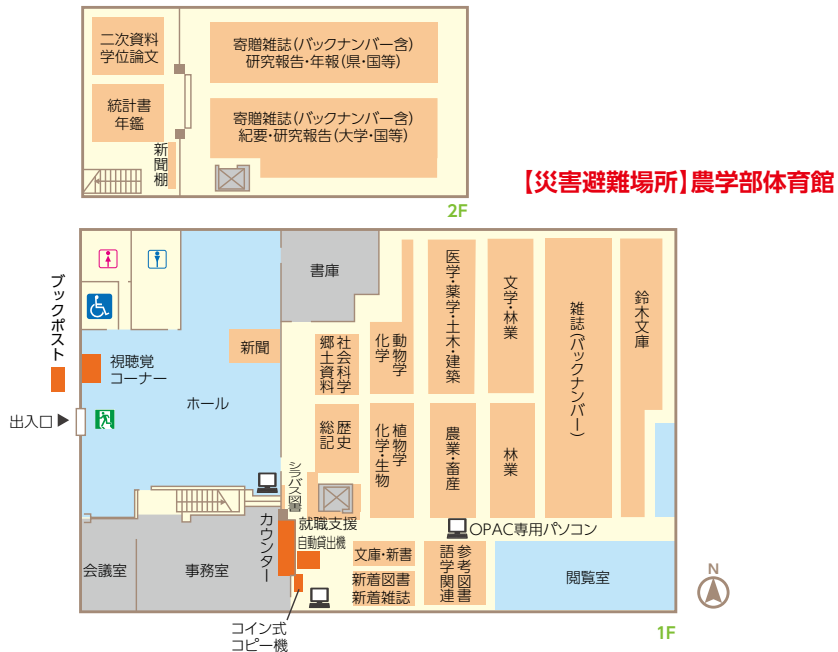 二次資料
学位論文
統計書
年鑑
新聞棚
寄贈雑誌(バックナンバー含)
研究報告・年報(県・国等)
寄贈雑誌(バックナンバー含)
紀要・研究報告(大学・国等)
2F
【災害避難場所】農学部体育館
ブックポスト
視聴覚
コーナー
出入口▶
ホール
新聞
書庫
社会科学
郷土資料
動物学
化学
医学・薬学・土木・建築
文学・林業
雑誌(バックナンバー)
鈴木文庫
歴史
総記
植物学
化学・生物
農業・畜産
林業
シラバス図書
就職支援
自動貸出機
カウンター
OPAC専用パソコン
文庫・新書
新着図書
新着雑誌
参考図書
語学関連
閲覧室
会議室
事務室
コイン式
コピー機
N
1F